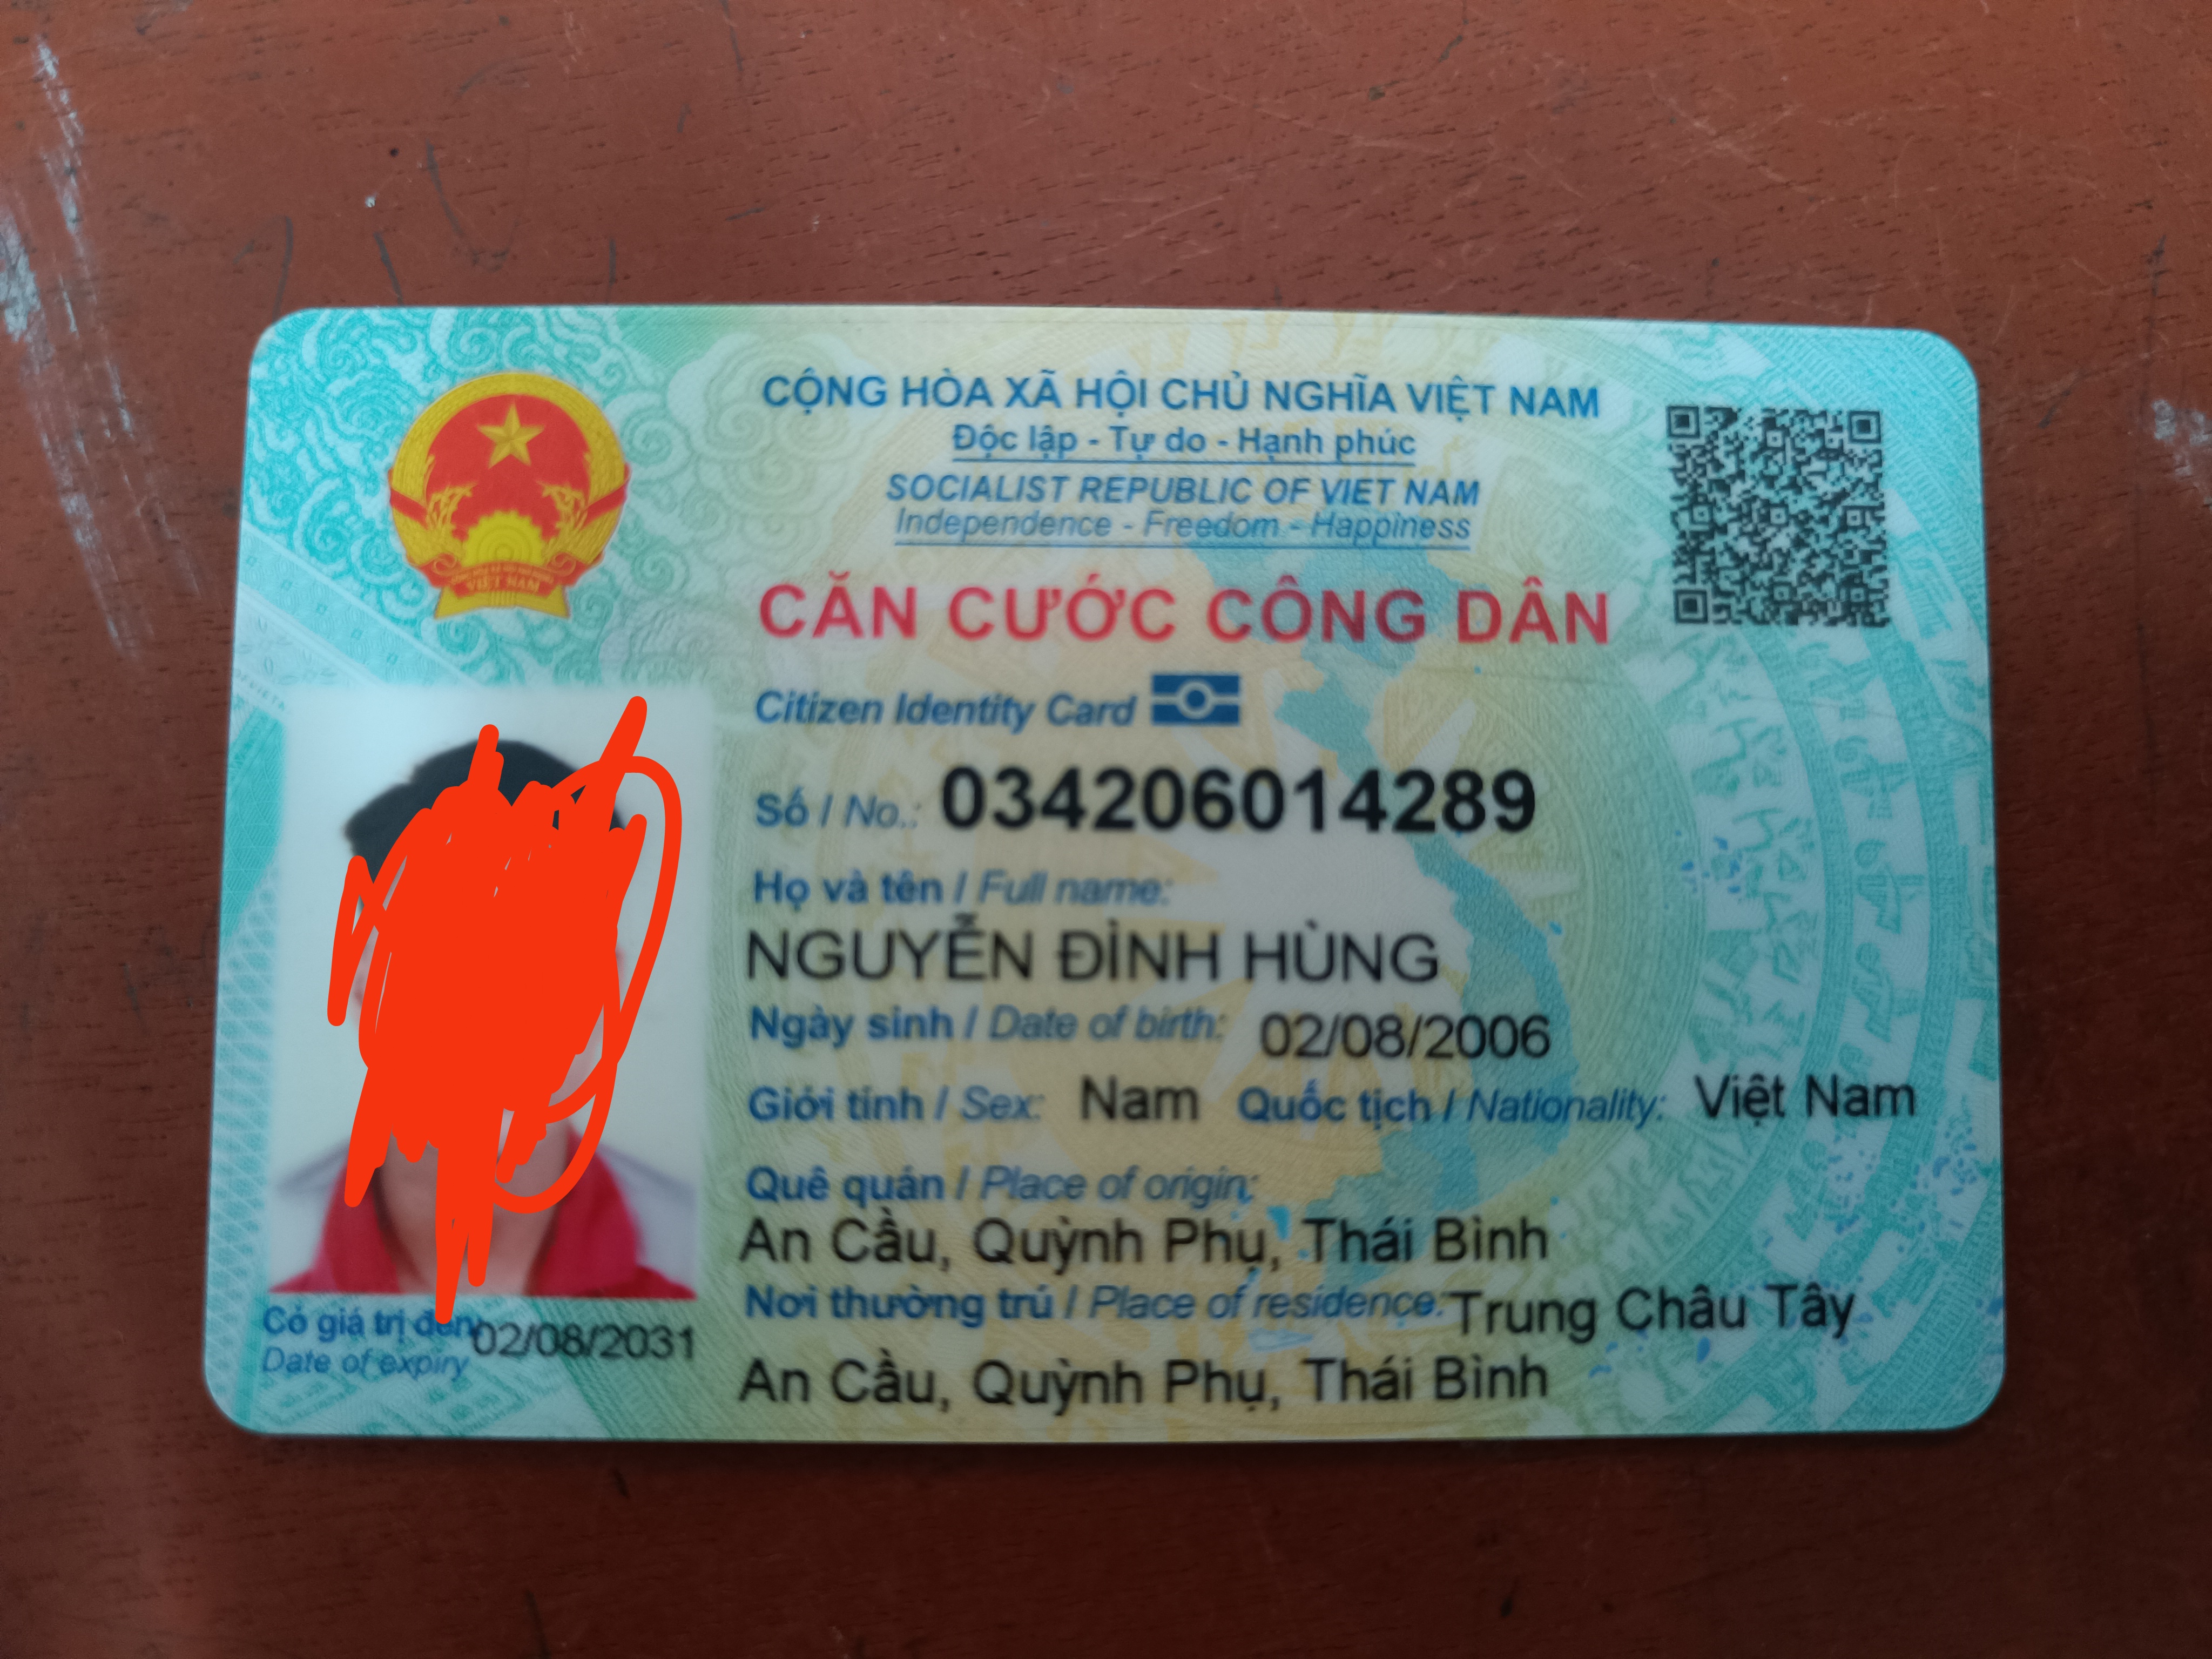 CỘNG HÒA XÃ HỘI CHỦ NGHĨA VIỆT NAM
Độc lập - Tự do - Hạnh phúc
SOCIALIST REPUBLIC OF VIET NAM
Independence - Freedom - Happiness
CĂN CƯỚC CÔNG DÂN
Citizen Identity Card
Số / No.: 034206014289
Họ và tên / Full name:
NGUYỄN ĐÌNH HÙNG
Ngày sinh / Date of birth: 02/08/2006
Giới tính / Sex: Nam Quốc tịch / Nationality: Việt Nam
Quê quán / Place of origin:
An Cầu, Quỳnh Phụ, Thái Bình
Nơi thường trú / Place of residence: Trung Châu Tây
An Cầu, Quỳnh Phụ, Thái Bình
Có giá trị đến: 02/08/2031
Date of expiry
VIỆT NAM